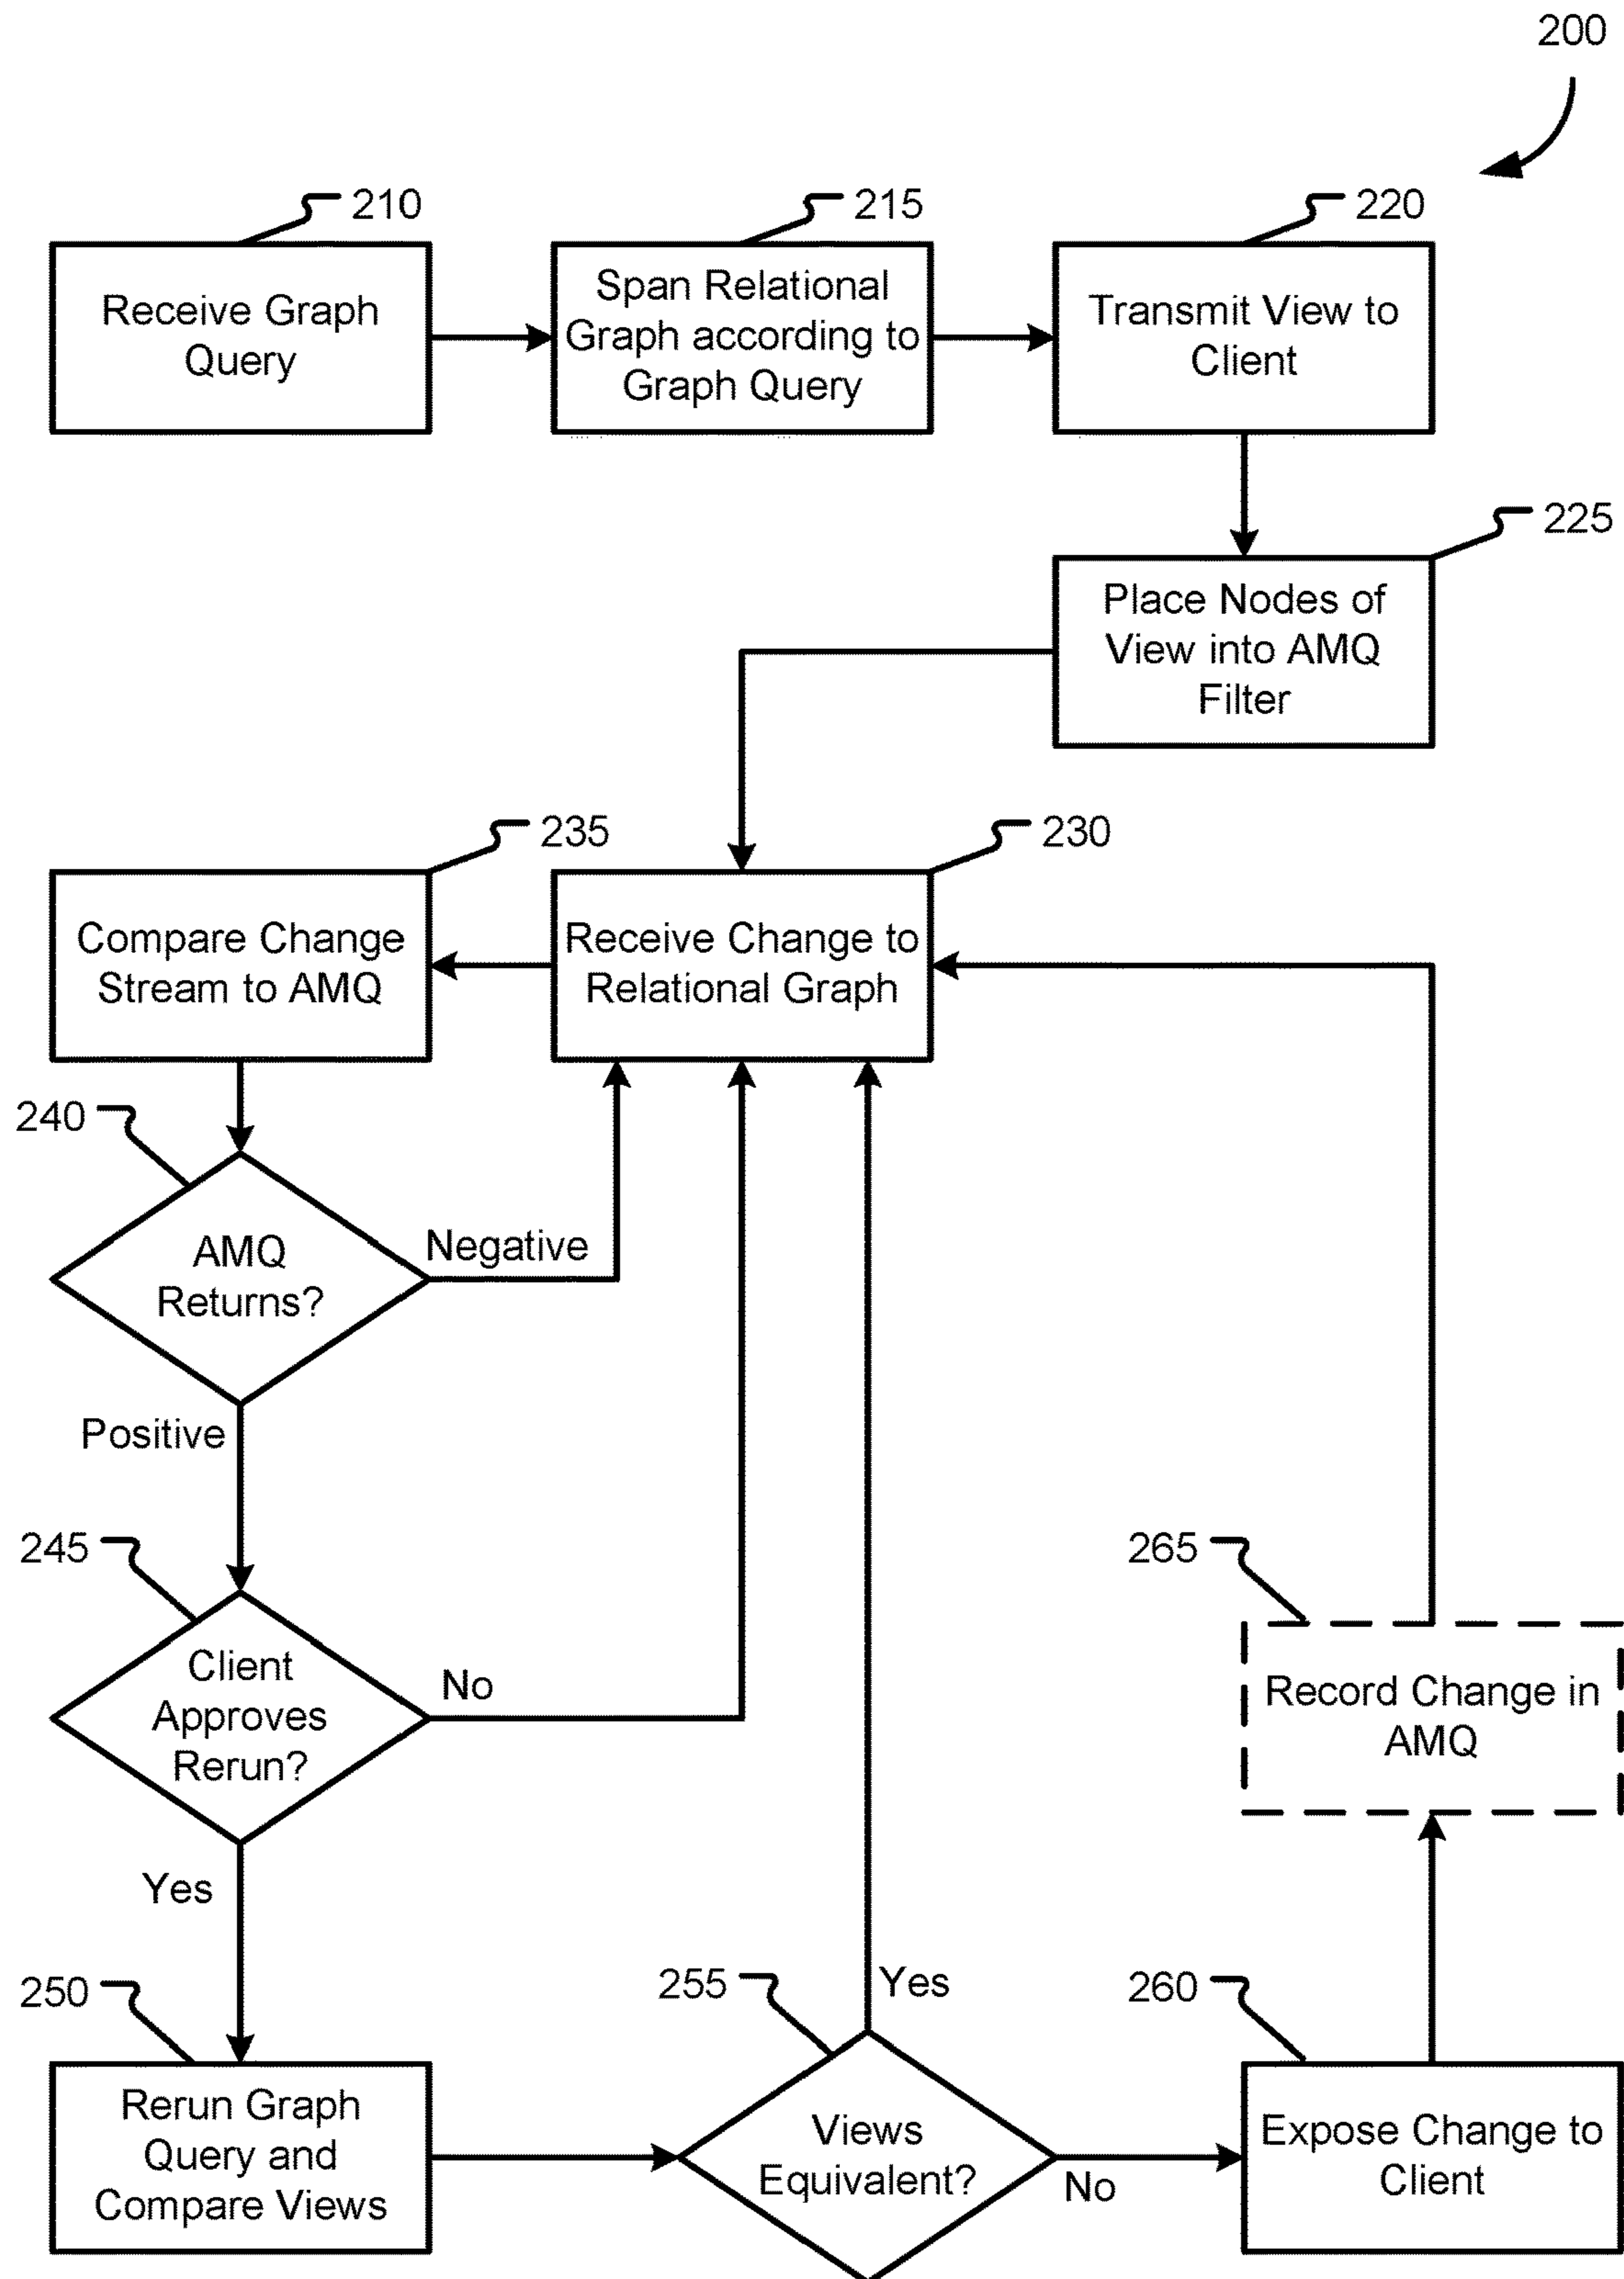 200
210
215
220
Receive Graph
Query
Span Relational
Graph according to
Graph Query
Transmit View to
Client
225
Place Nodes of
View into AMQ
Filter
235
230
Compare Change
Stream to AMQ
Receive Change to
Relational Graph
240
AMQ
Returns?
Negative
Positive
245
Client
Approves
Rerun?
No
265
Record Change in
AMQ
Yes
250
255
Yes
260
Rerun Graph
Query and
Compare Views
Views
Equivalent?
No
Expose Change to
Client